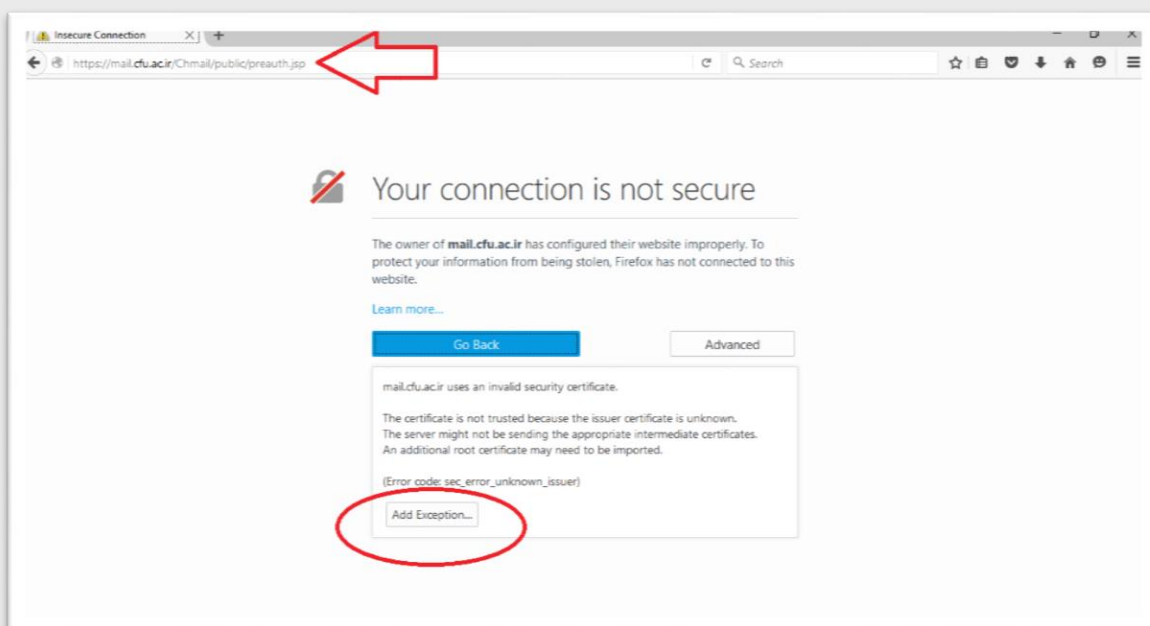 Insecure Connection
https://mail.cfu.ac.ir/Chmail/public/preauth.jsp
Search
Your connection is not secure
The owner of mail.cfu.ac.ir has configured their website improperly. To
protect your information from being stolen, Firefox has not connected to this
website.
Learn more...
Go Back
Advanced
mail.cfu.ac.ir uses an invalid security certificate.
The certificate is not trusted because the issuer certificate is unknown.
The server might not be sending the appropriate intermediate certificates.
An additional root certificate may need to be imported.
(Error code: sec_error_unknown_issuer)
Add Exception...